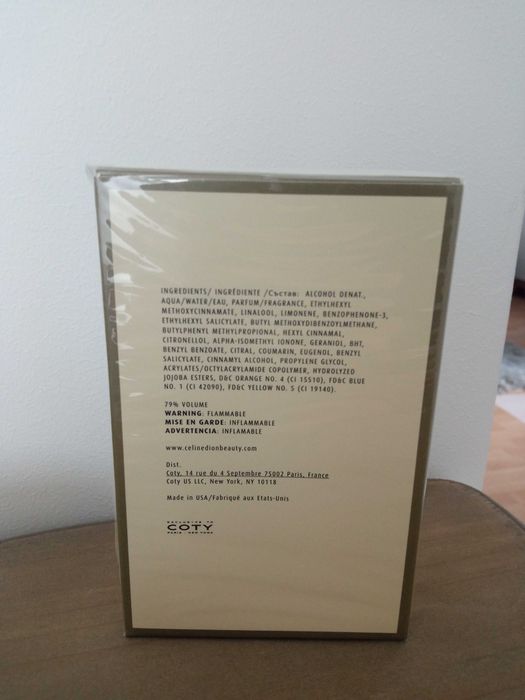 INGREDIENTS/ INGRÉDIENTE /Състав: ALCOHOL DENAT.,
AQUA/WATER/EAU, PARFUM/FRAGRANCE, ETHYLHEXYL
METHOXYCINNAMATE, LINALOOL, LIMONENE, BENZOPHENONE-3,
ETHYLHEXYL SALICYLATE, BUTYL METHOXYDIBENZOYLMETHANE,
BUTYLPHENYL METHYLPROPIONAL, HEXYL CINNAMAL,
CITRONELLOL, ALPHA-ISOMETHYL IONONE, GERANIOL, BHT,
BENZYL BENZOATE, CITRAL, COUMARIN, EUGENOL, BENZYL
SALICYLATE, CINNAMYL ALCOHOL, PROPYLENE GLYCOL,
ACRYLATES/OCTYLACRYLAMIDE COPOLYMER, HYDROLYZED
JOJOBA ESTERS, D&C ORANGE NO. 4 (CI 15510), FD&C BLUE
NO. 1 (CI 42090), FD&C YELLOW NO. 5 (CI 19140).
79% VOLUME
WARNING: FLAMMABLE
MISE EN GARDE: INFLAMMABLE
ADVERTENCIA: INFLAMABLE
www.celinedionbeauty.com
Dist.
Coty, 14 rue du 4 Septembre 75002 Paris, France
Coty US LLC, New York, NY 10118
Made in USA/Fabriqué aux Etats-Unis
EXCLUSIVE TO
COTY
PARIS - NEW YORK